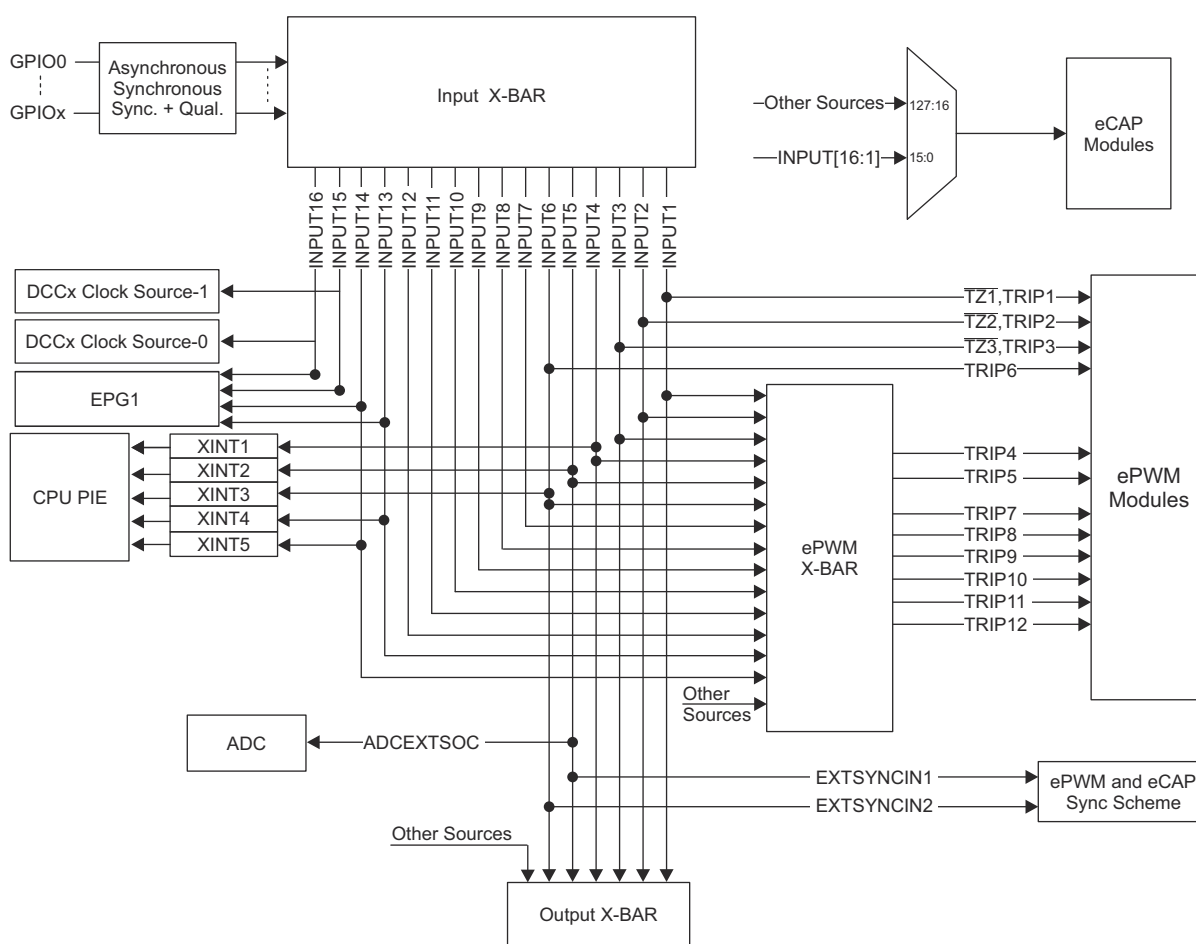 GPIO0
GPIOx
Asynchronous
Synchronous
Sync. + Qual.
Input X-BAR
Other Sources
127:16
INPUT[16:1]
15:0
eCAP
Modules
INPUT16
INPUT15
INPUT14
INPUT13
INPUT12
INPUT11
INPUT10
INPUT9
INPUT8
INPUT7
INPUT6
INPUT5
INPUT4
INPUT3
INPUT2
INPUT1
DCCx Clock Source-1
DCCx Clock Source-0
EPG1
CPU PIE
XINT1
XINT2
XINT3
XINT4
XINT5
TZ1,TRIP1
TZ2,TRIP2
TZ3,TRIP3
TRIP6
TRIP4
TRIP5
TRIP7
TRIP8
TRIP9
TRIP10
TRIP11
TRIP12
ePWM
X-BAR
ePWM
Modules
Other
Sources
ADC
ADCEXTSOC
EXTSYNCIN1
EXTSYNCIN2
ePWM and eCAP
Sync Scheme
Other Sources
Output X-BAR